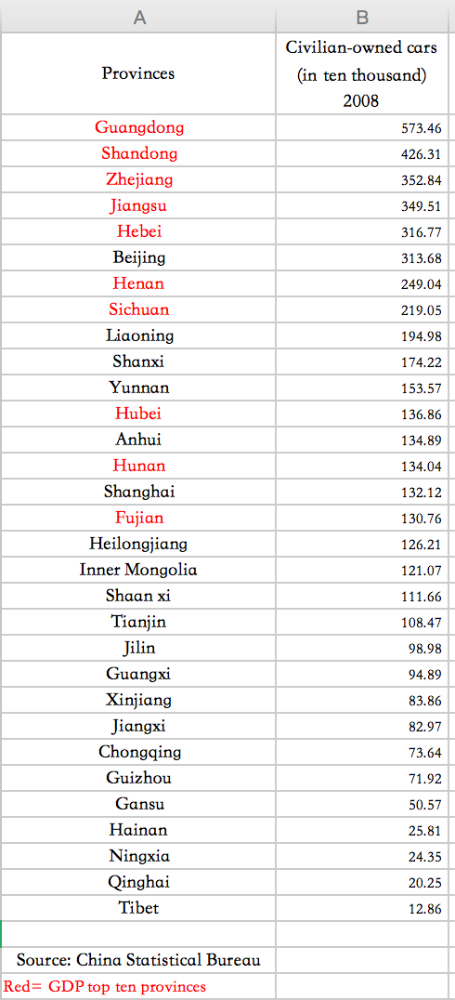 A B
Provinces
Civilian-owned cars
(in ten thousand)
2008
Guangdong 573.46
Shandong 426.31
Zhejiang 352.84
Jiangsu 349.51
Hebei 316.77
Beijing 313.68
Henan 249.04
Sichuan 219.05
Liaoning 194.98
Shanxi 174.22
Yunnan 153.57
Hubei 136.86
Anhui 134.89
Hunan 134.04
Shanghai 132.12
Fujian 130.76
Heilongjiang 126.21
Inner Mongolia 121.07
Shaan xi 111.66
Tianjin 108.47
Jilin 98.98
Guangxi 94.89
Xinjiang 83.86
Jiangxi 82.97
Chongqing 73.64
Guizhou 71.92
Gansu 50.57
Hainan 25.81
Ningxia 24.35
Qinghai 20.25
Tibet 12.86
Source: China Statistical Bureau
Red= GDP top ten provinces